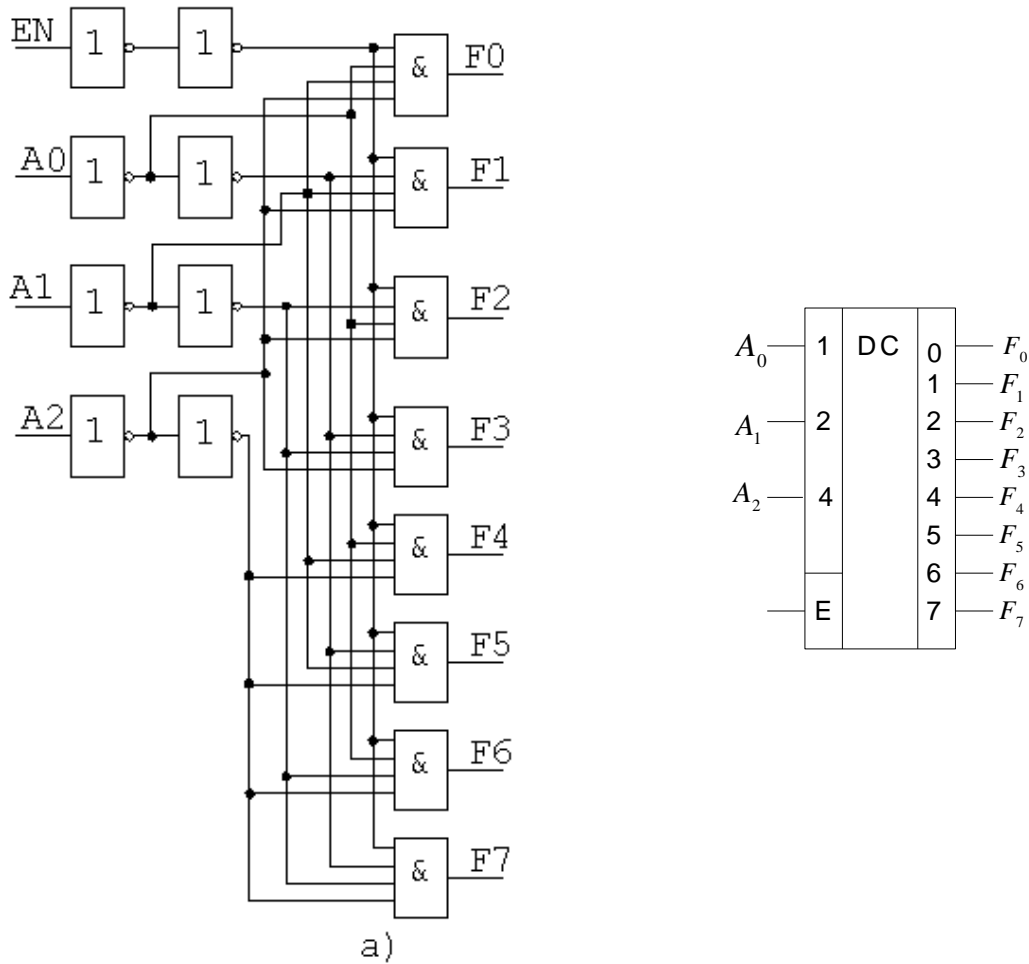 EN 1 1 & F0
A0 1 1 & F1
A1 1 1 & F2
A2 1 1 & F3
& F4
& F5
& F6
& F7
a)
A0 1 DC 0 F0
1 F1
A1 2 2 F2
3 F3
A2 4 4 F4
5 F5
6 F6
E 7 F7